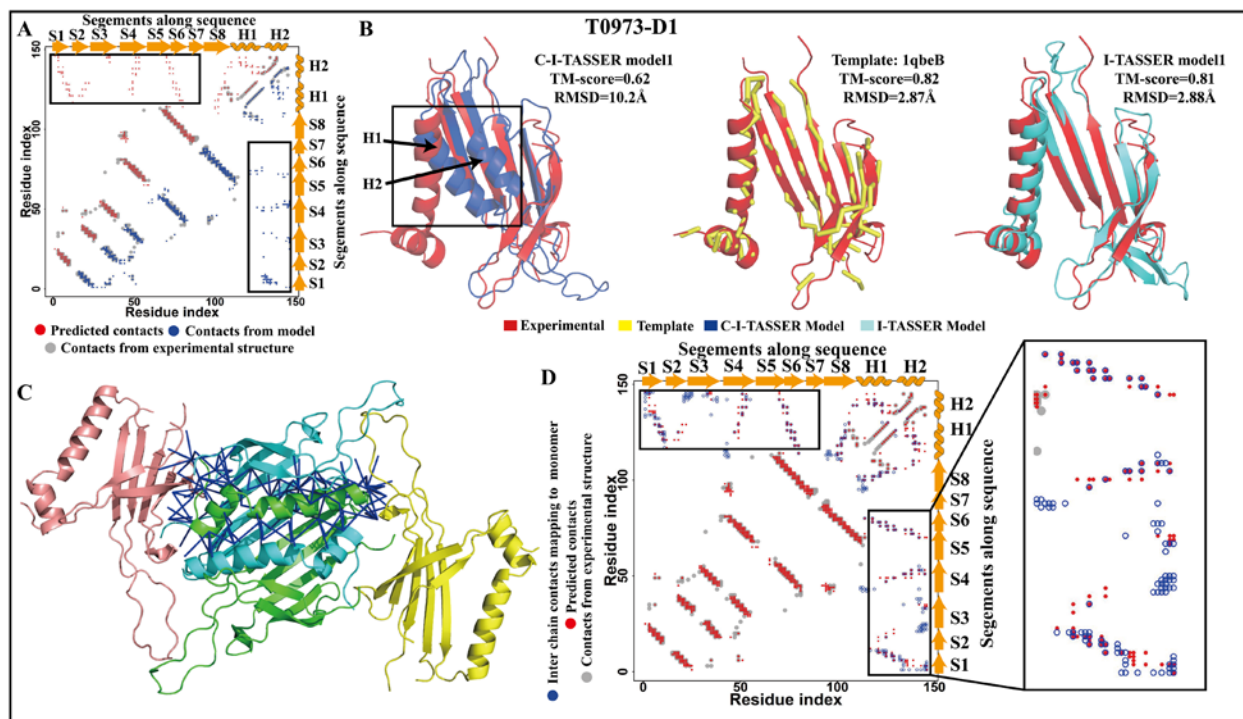 T0973-D1
A
Segements along sequence
S1 S2 S3 S4 S5 S6 S7 S8 H1 H2
150
100
50
0
Residue index
0 50 100 150
Residue index
H2
H1
S8
S7
S6
S5
S4
S3
S2
S1
Segements along sequence
Predicted contacts
Contacts from model
Contacts from experimental structure
B
C-I-TASSER model1
TM-score=0.62
RMSD=10.2Å
H1
H2
Template: 1qbeB
TM-score=0.82
RMSD=2.87Å
I-TASSER model1
TM-score=0.81
RMSD=2.88Å
Experimental Template C-I-TASSER Model I-TASSER Model
C
D
Segements along sequence
S1 S2 S3 S4 S5 S6 S7 S8 H1 H2
150
100
50
0
Residue index
0 50 100 150
Residue index
H2
H1
S8
S7
S6
S5
S4
S3
S2
S1
Segements along sequence
Inter chain contacts mapping to monomer
Predicted contacts
Contacts from experimental structure